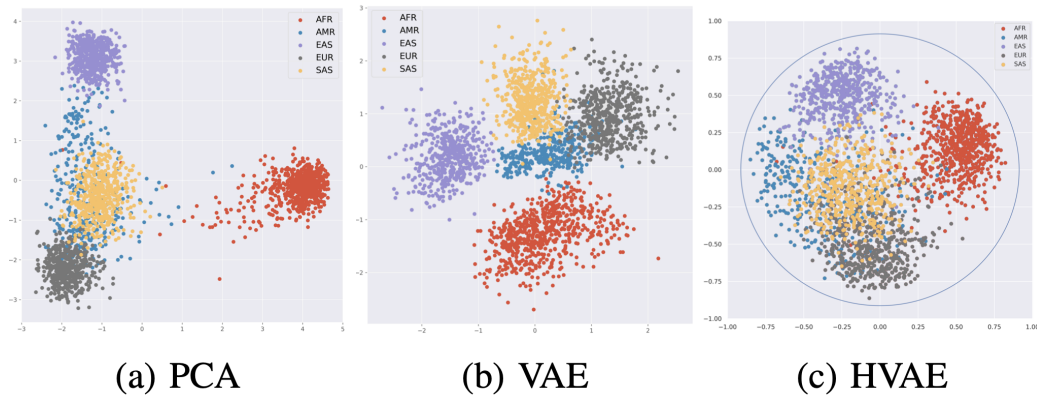 AFR
AMR
EAS
EUR
SAS
4
3
2
1
0
−1
−2
−3
−3 −2 −1 0 1 2 3 4 5
(a) PCA
AFR
AMR
EAS
EUR
SAS
3
2
1
0
−1
−2
−2 −1 0 1 2
(b) VAE
AFR
AMR
EAS
EUR
SAS
1.00
0.75
0.50
0.25
0.00
−0.25
−0.50
−0.75
−1.00
−1.00 −0.75 −0.50 −0.25 0.00 0.25 0.50 0.75 1.00
(c) HVAE